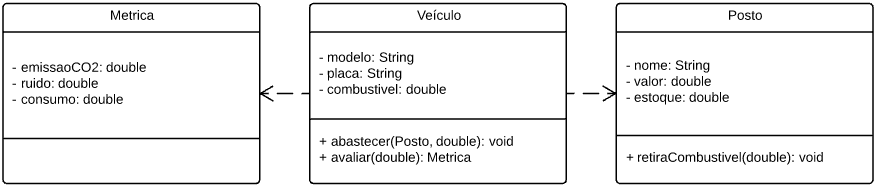 Metrica
- emissaoCO2: double
- ruido: double
- consumo: double
Veículo
- modelo: String
- placa: String
- combustivel: double
+ abastecer(Posto, double): void
+ avaliar(double): Metrica
Posto
- nome: String
- valor: double
- estoque: double
+ retiraCombustivel(double): void